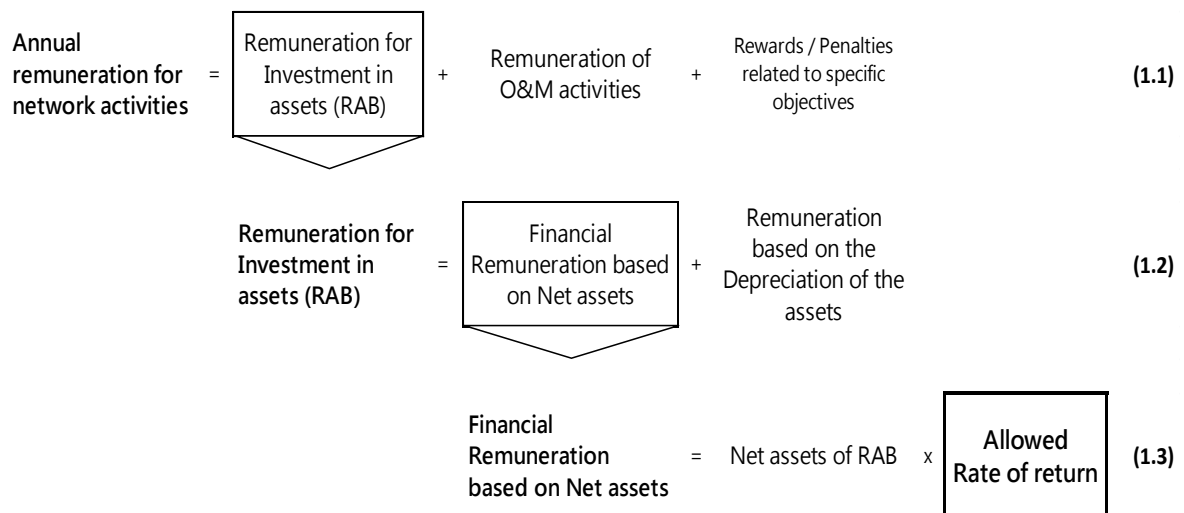 Annual
remuneration for
network activities
=
Remuneration for
Investment in
assets (RAB)
+
Remuneration of
O&M activities
+
Rewards / Penalties
related to specific
objectives
(1.1)
Remuneration for
Investment in
assets (RAB)
=
Financial
Remuneration based
on Net assets
+
Remuneration
based on the
Depreciation of the
assets
(1.2)
Financial
Remuneration
based on Net assets
=
Net assets of RAB
x
Allowed
Rate of return
(1.3)